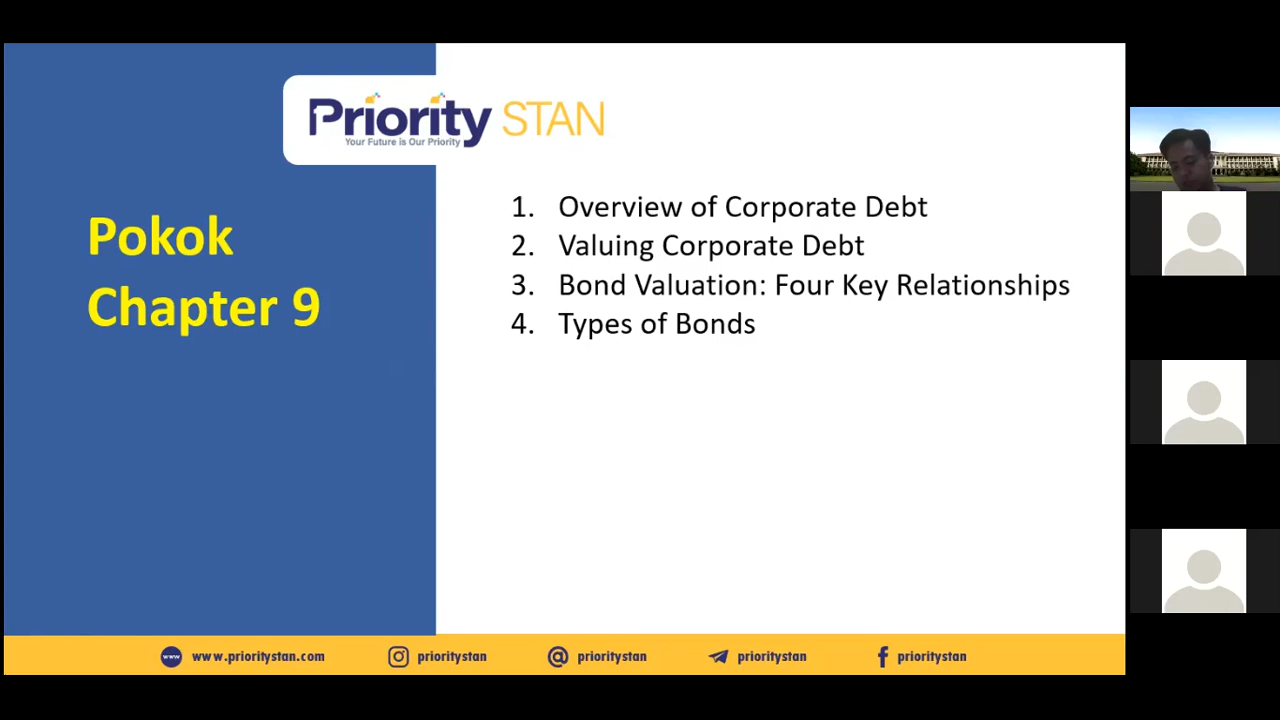 Priority STAN
Your Future is Our Priority
Pokok
Chapter 9
1. Overview of Corporate Debt
2. Valuing Corporate Debt
3. Bond Valuation: Four Key Relationships
4. Types of Bonds
www www.prioritystan.com prioritystan prioritystan prioritystan prioritystan